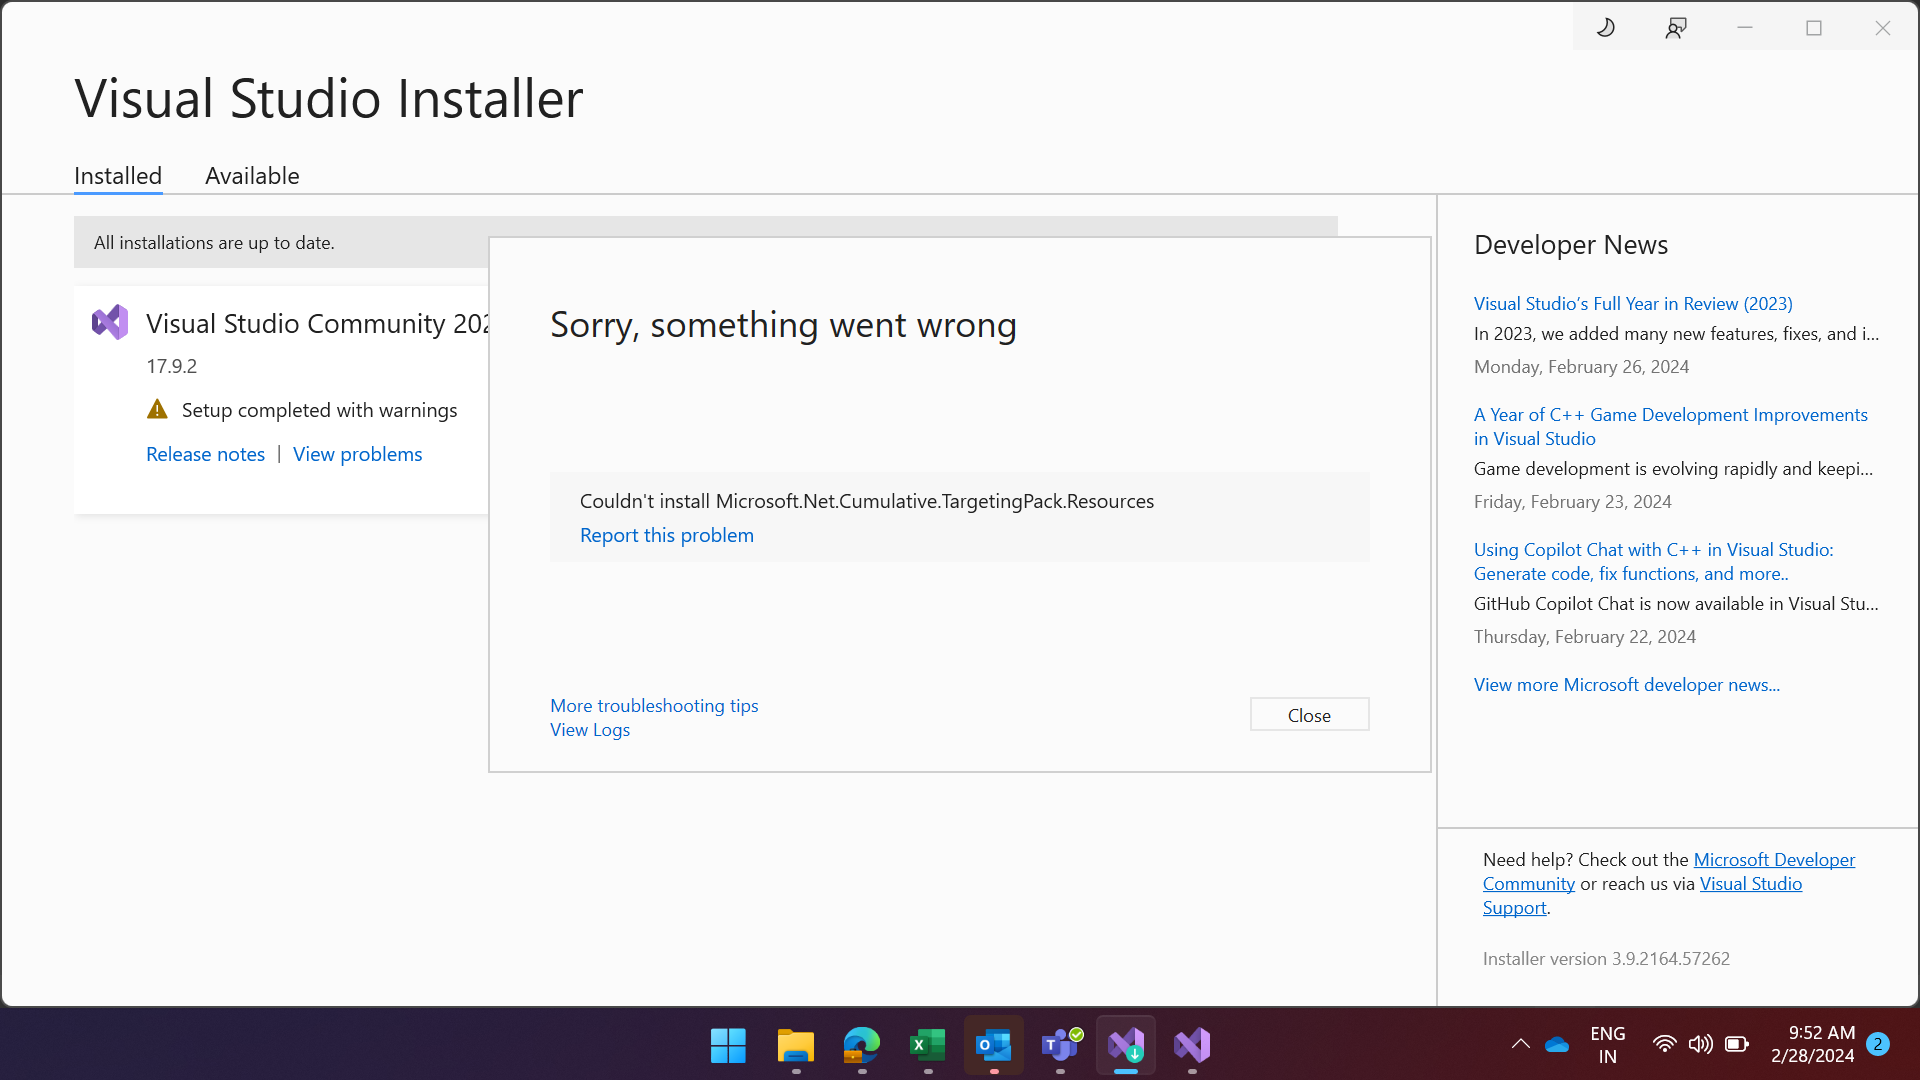 Visual Studio Installer
Installed
Available
All installations are up to date.
Visual Studio Community 202
17.9.2
Setup completed with warnings
Release notes | View problems
Sorry, something went wrong
Couldn't install Microsoft.Net.Cumulative.TargetingPack.Resources
Report this problem
More troubleshooting tips
View Logs
Close
Developer News
Visual Studio's Full Year in Review (2023)
In 2023, we added many new features, fixes, and i...
Monday, February 26, 2024
A Year of C++ Game Development Improvements
in Visual Studio
Game development is evolving rapidly and keepi...
Friday, February 23, 2024
Using Copilot Chat with C++ in Visual Studio:
Generate code, fix functions, and more..
GitHub Copilot Chat is now available in Visual Stu...
Thursday, February 22, 2024
View more Microsoft developer news...
Need help? Check out the Microsoft Developer
Community or reach us via Visual Studio
Support.
Installer version 3.9.2164.57262
ENG
IN
9:52 AM
2/28/2024
2